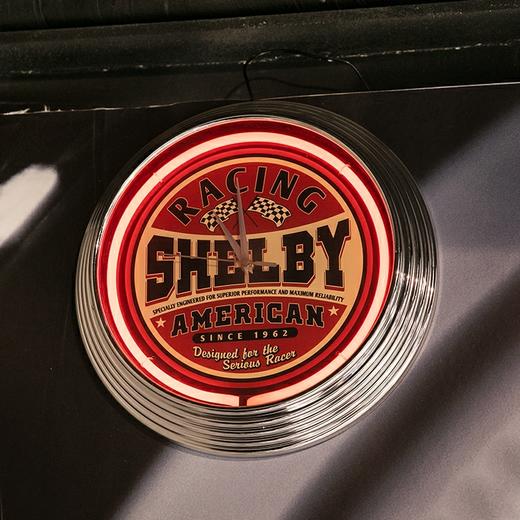 RACING
SHELBY
SPECIALLY ENGINEERED FOR SUPERIOR PERFORMANCE AND MAXIMUM RELIABILITY
AMERICAN
SINCE 1962
Designed for the
Serious Racer